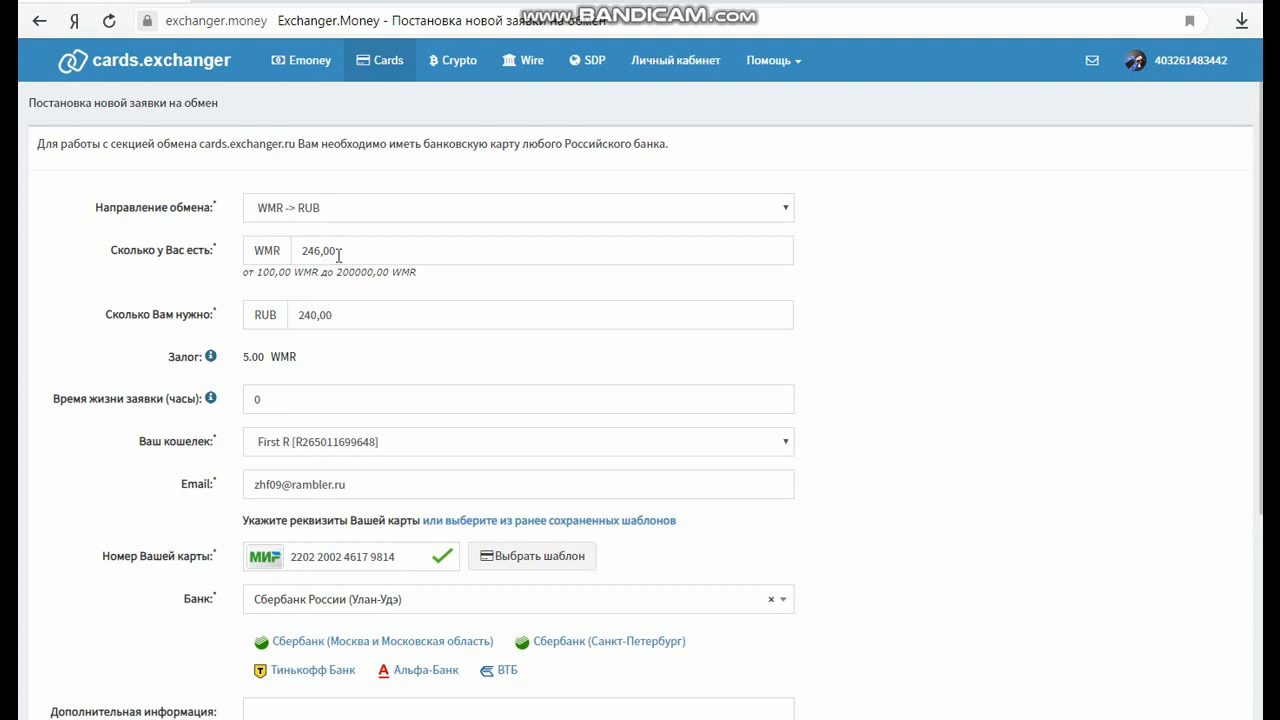 www.BANDICAM.com
exchanger.money Exchanger.Money - Постановка новой заявки на обмен
cards.exchanger Emoney Cards Crypto Wire SDP Личный кабинет Помощь 403261483442
Постановка новой заявки на обмен
Для работы с секцией обмена cards.exchanger.ru Вам необходимо иметь банковскую карту любого Российского банка.
Направление обмена:* WMR -> RUB
Сколько у Вас есть:* WMR 246,00
от 100,00 WMR до 200000,00 WMR
Сколько Вам нужно:* RUB 240,00
Залог: 5.00 WMR
Время жизни заявки (часы): 0
Ваш кошелек:* First R [R265011699648]
Email:* zhf09@rambler.ru
Укажите реквизиты Вашей карты или выберите из ранее сохраненных шаблонов
Номер Вашей карты:* МИР 2202 2002 4617 9814 Выбрать шаблон
Банк:* Сбербанк России (Улан-Удэ) ×
Сбербанк (Москва и Московская область) Сбербанк (Санкт-Петербург)
Тинькофф Банк Альфа-Банк ВТБ
Дополнительная информация: